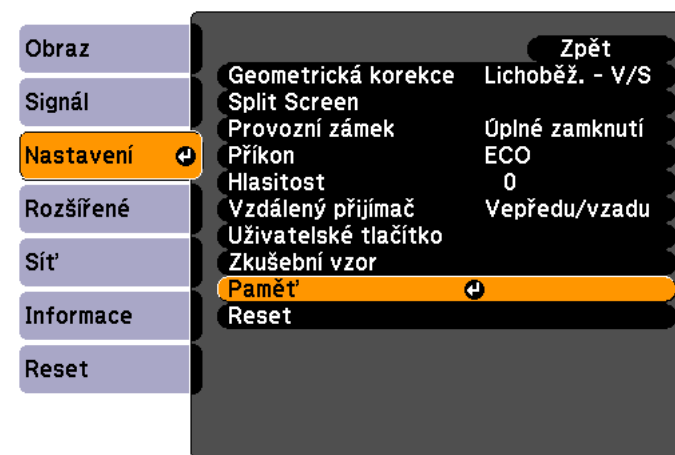 Obraz
Signál
Nastavení
Rozšířené
Síť
Informace
Reset
Zpět
Geometrická korekce Lichoběž. - V/S
Split Screen
Provozní zámek Úplné zamknutí
Příkon ECO
Hlasitost 0
Vzdálený přijímač Vepředu/vzadu
Uživatelské tlačítko
Zkušební vzor
Paměť
Reset